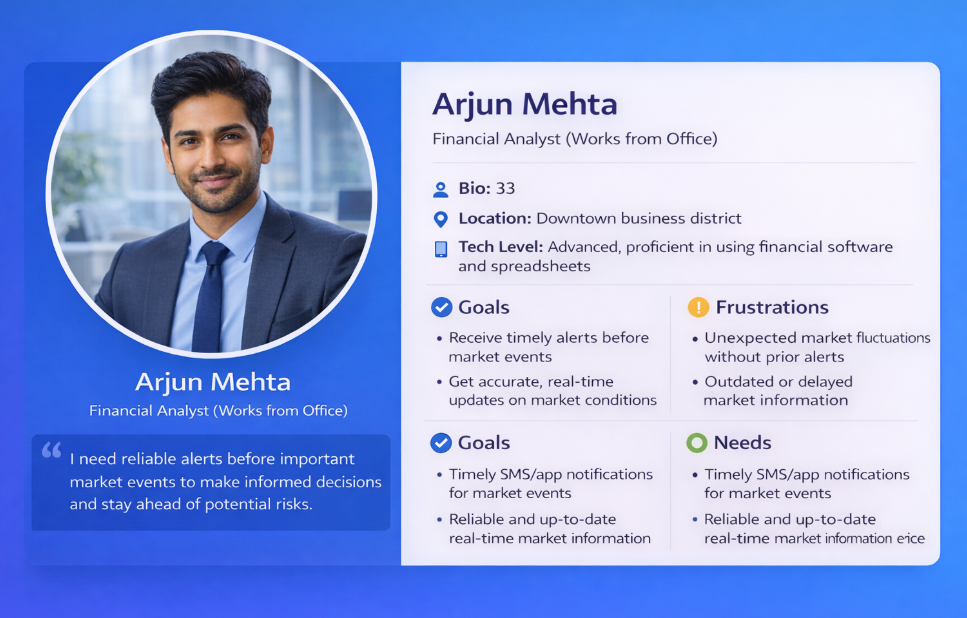 Arjun Mehta
Financial Analyst (Works from Office)
“
I need reliable alerts before important
market events to make informed decisions
and stay ahead of potential risks.
Arjun Mehta
Financial Analyst (Works from Office)
Bio: 33
Location: Downtown business district
Tech Level: Advanced, proficient in using financial software
and spreadsheets
Goals
• Receive timely alerts before
market events
• Get accurate, real-time
updates on market conditions
Frustrations
• Unexpected market fluctuations
without prior alerts
• Outdated or delayed
market information
Goals
• Timely SMS/app notifications
for market events
• Reliable and up-to-date
real-time market information
Needs
• Timely SMS/app notifications
for market events
• Reliable and up-to-date
real-time market information